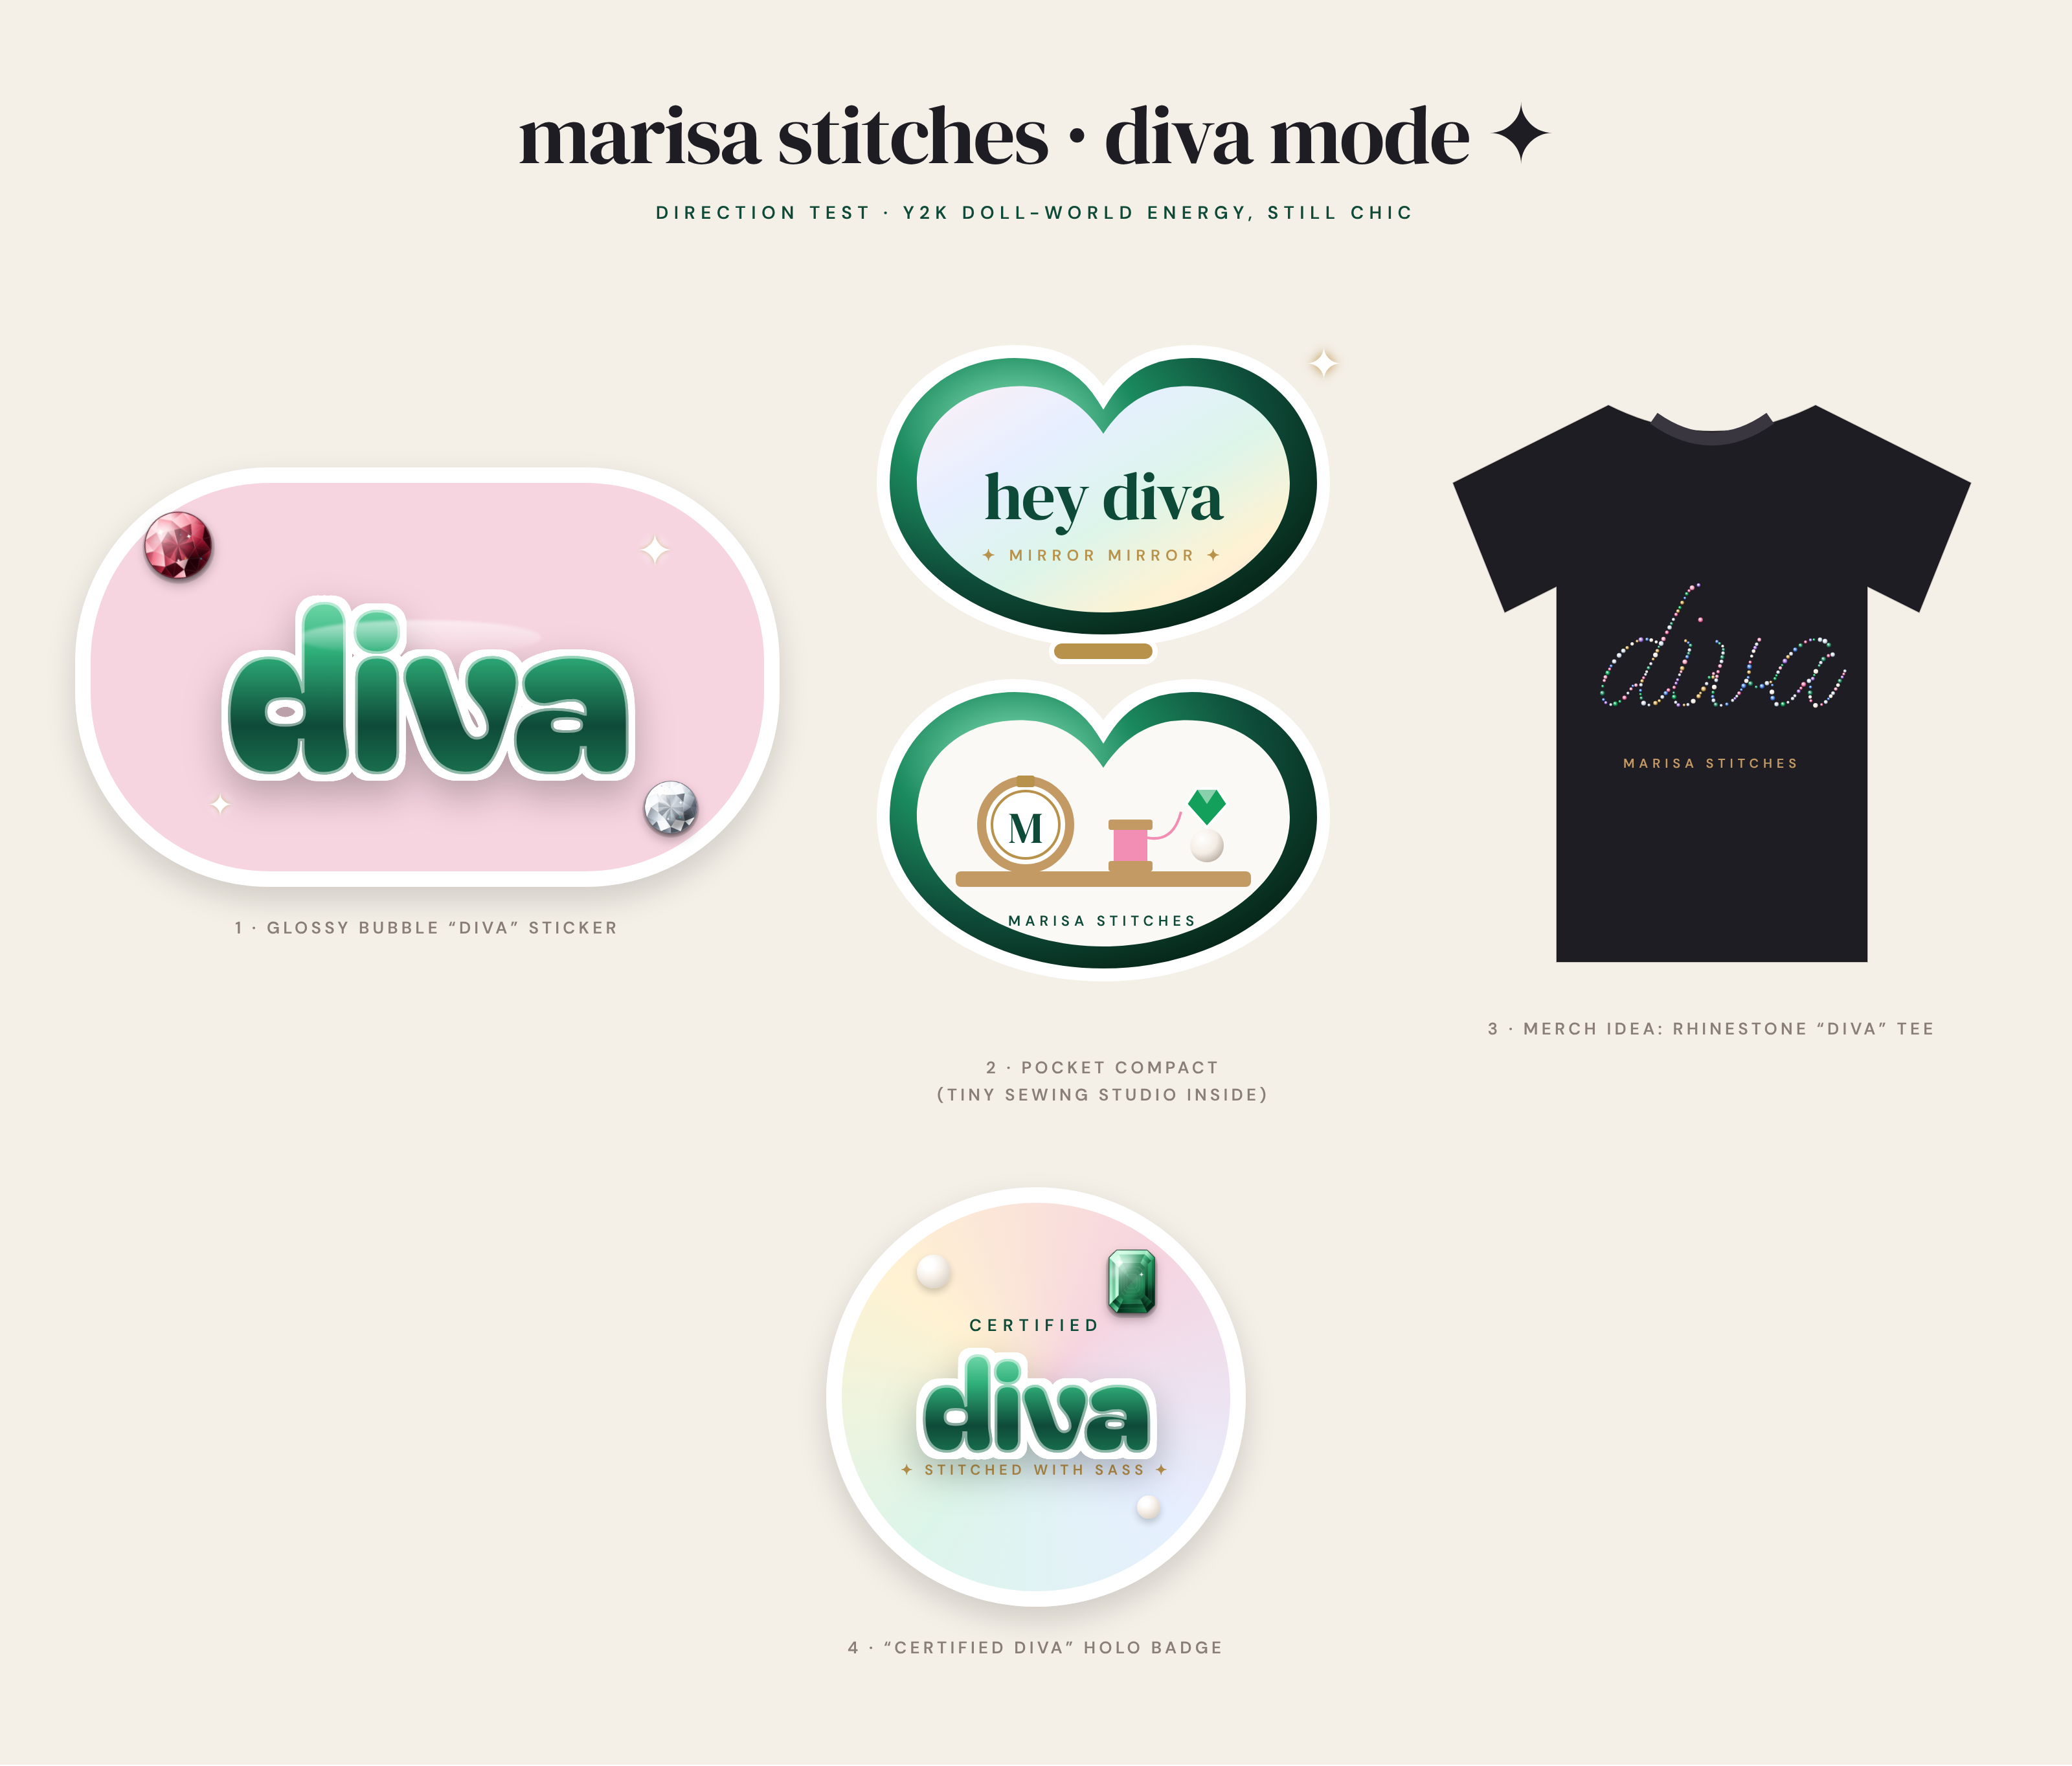 marisa stitches · diva mode ✦
DIRECTION TEST · Y2K DOLL-WORLD ENERGY, STILL CHIC
diva
1 · GLOSSY BUBBLE “DIVA” STICKER
hey diva
✦ MIRROR MIRROR ✦
M
MARISA STITCHES
2 · POCKET COMPACT
(TINY SEWING STUDIO INSIDE)
diva
MARISA STITCHES
3 · MERCH IDEA: RHINESTONE “DIVA” TEE
CERTIFIED
diva
✦ STITCHED WITH SASS ✦
4 · “CERTIFIED DIVA” HOLO BADGE